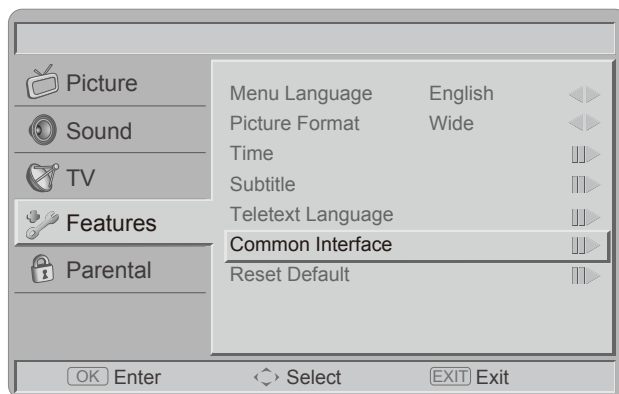 Picture
Sound
TV
Features
Parental
Menu Language English
Picture Format Wide
Time
Subtitle
Teletext Language
Common Interface
Reset Default
OK Enter Select EXIT Exit